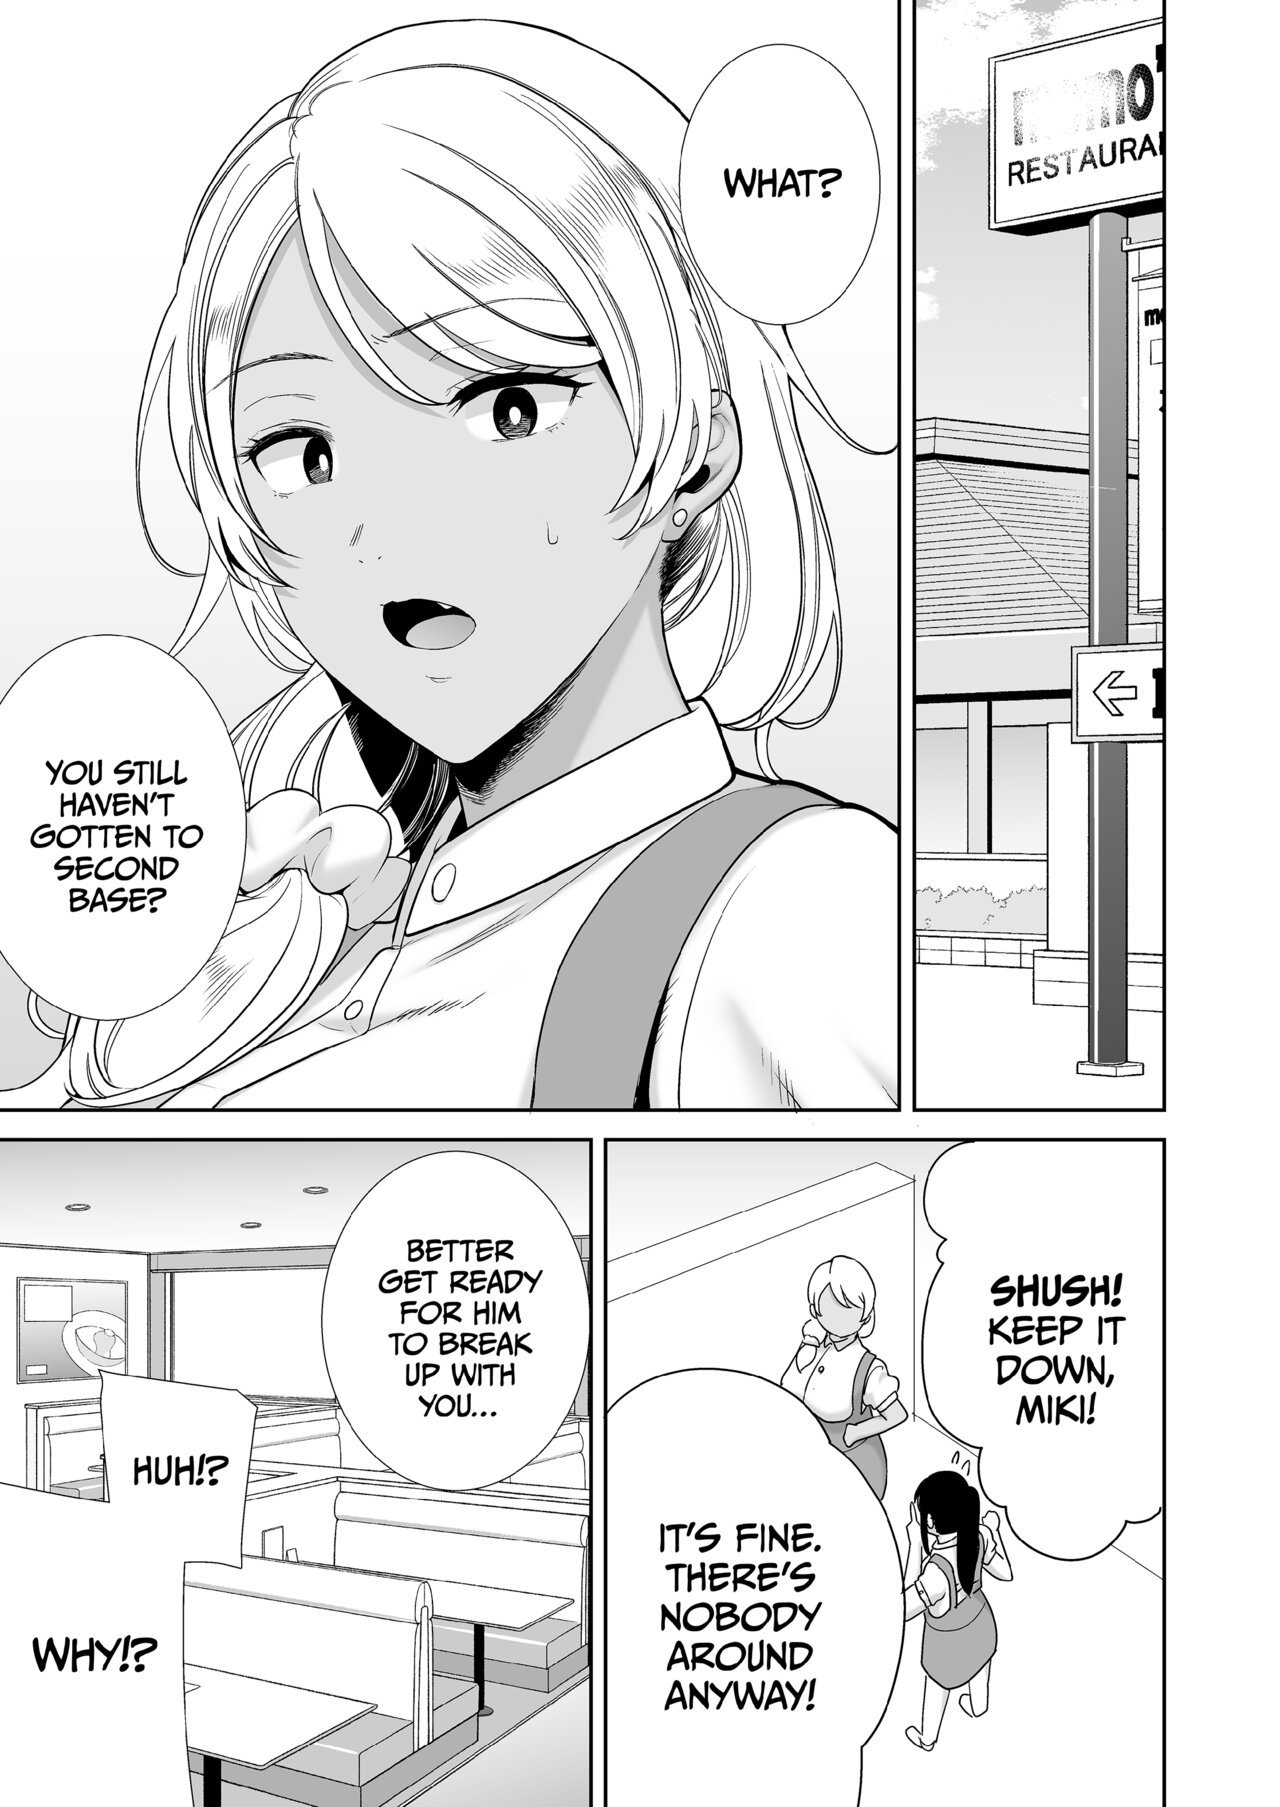 RESTAURA
WHAT?
YOU STILL
HAVEN'T
GOTTEN TO
SECOND
BASE?
SHUSH!
KEEP IT
DOWN,
MIKI!
IT'S FINE.
THERE'S
NOBODY
AROUND
ANYWAY!
BETTER
GET READY
FOR HIM
TO BREAK
UP WITH
YOU...
HUH!?
WHY!?